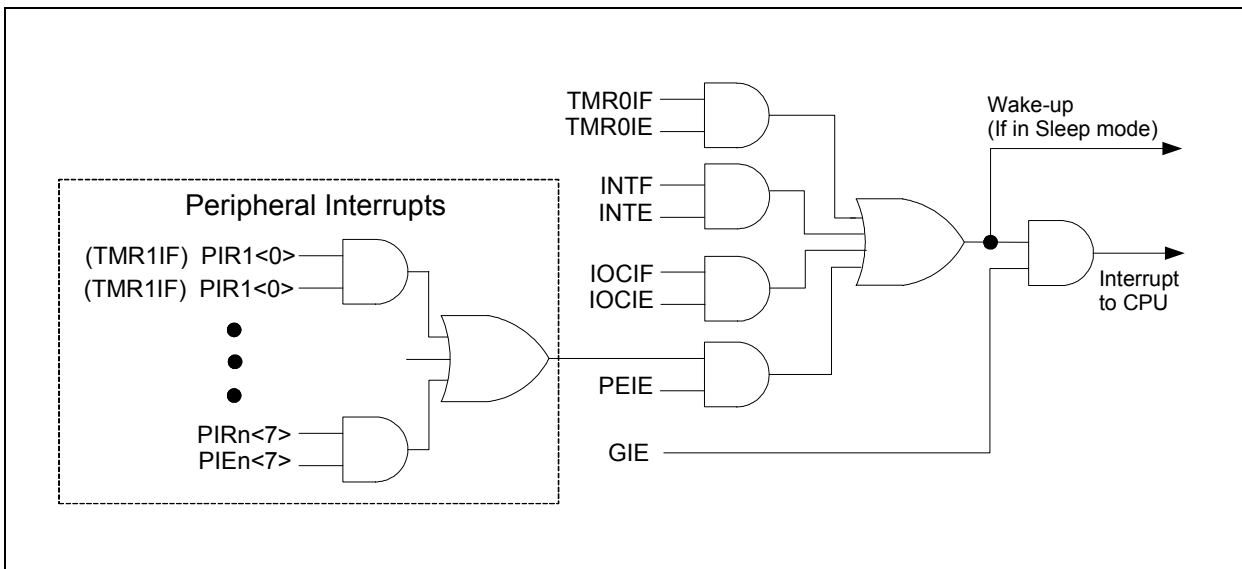 Peripheral Interrupts
(TMR1IF) PIR1<0>
(TMR1IF) PIR1<0>
PIRn<7>
PIEn<7>
TMR0IF
TMR0IE
INTF
INTE
IOCIF
IOCIE
PEIE
GIE
Wake-up
(If in Sleep mode)
Interrupt
to CPU